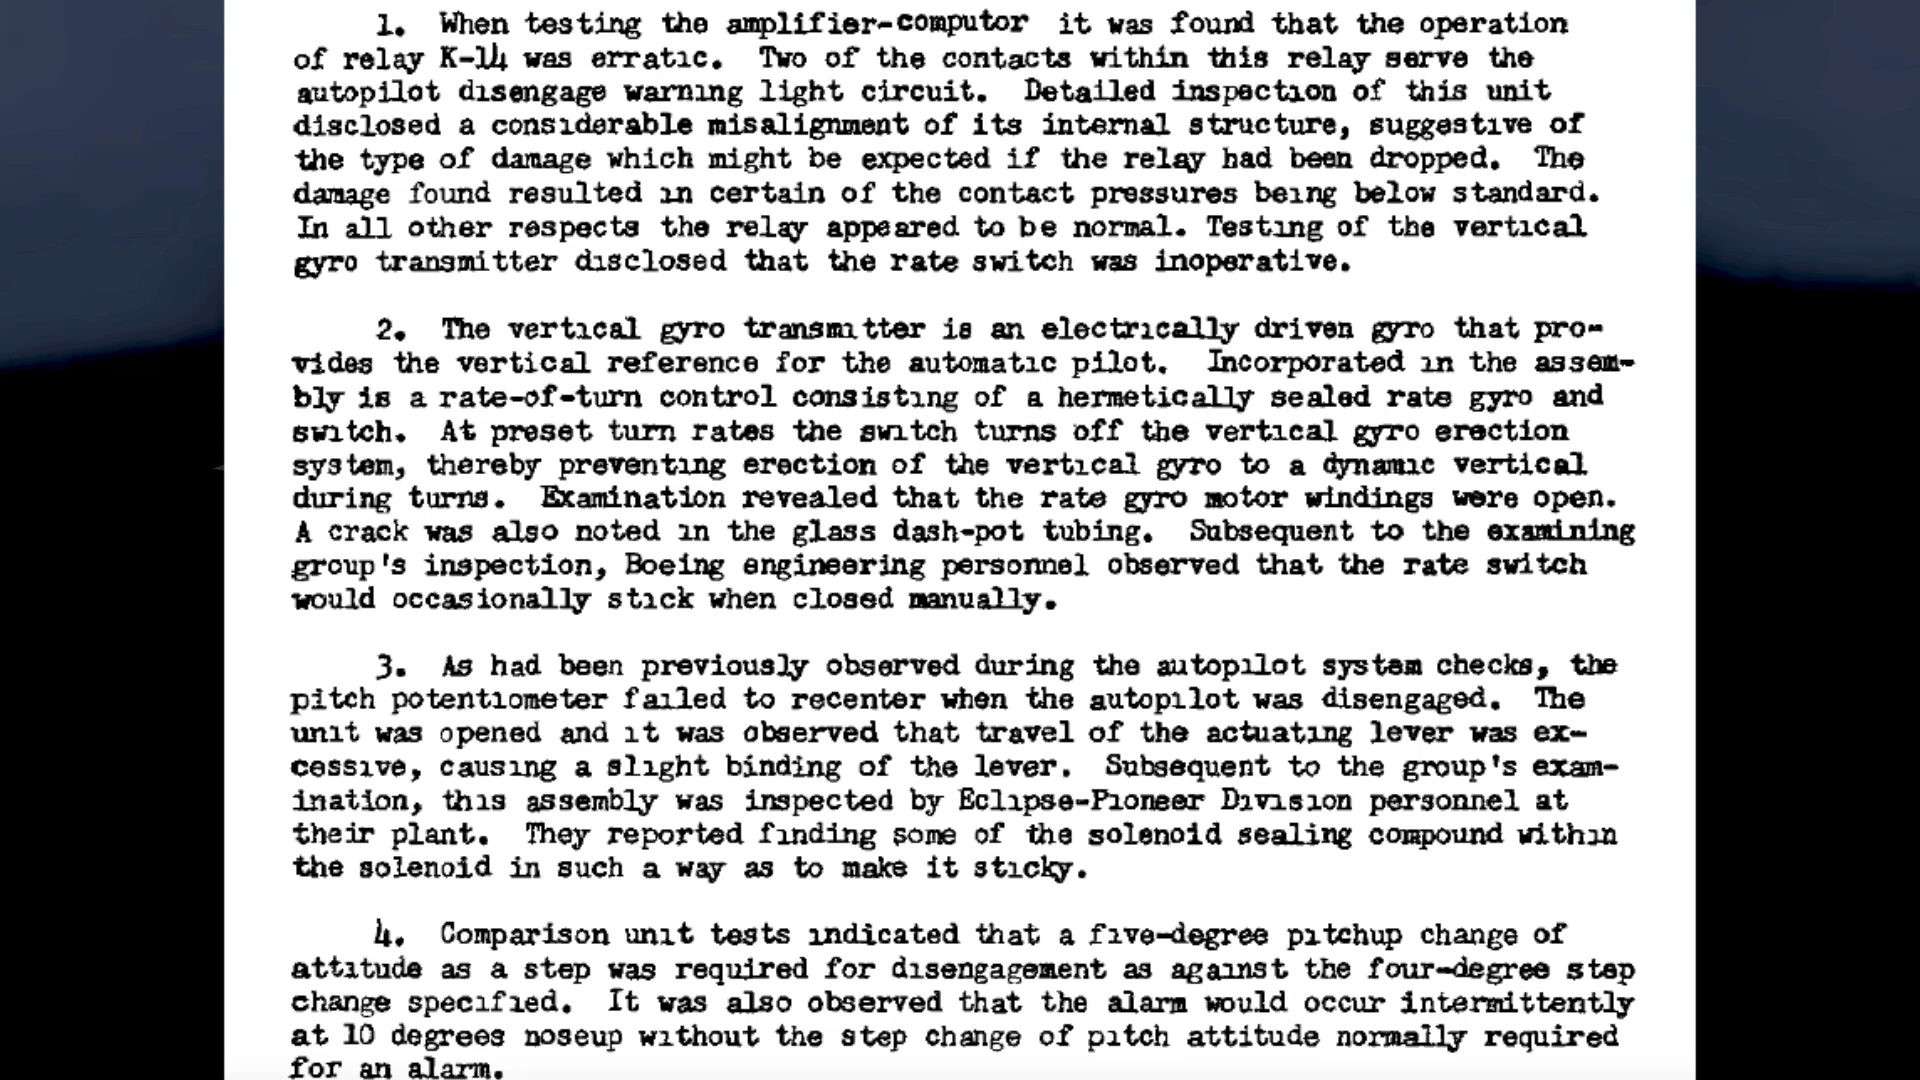 1. When testing the amplifier-computor it was found that the operation
of relay K-14 was erratic. Two of the contacts within this relay serve the
autopilot disengage warning light circuit. Detailed inspection of this unit
disclosed a considerable misalignment of its internal structure, suggestive of
the type of damage which might be expected if the relay had been dropped. The
damage found resulted in certain of the contact pressures being below standard.
In all other respects the relay appeared to be normal. Testing of the vertical
gyro transmitter disclosed that the rate switch was inoperative.
2. The vertical gyro transmitter is an electrically driven gyro that pro-
vides the vertical reference for the automatic pilot. Incorporated in the assem-
bly is a rate-of-turn control consisting of a hermetically sealed rate gyro and
switch. At preset turn rates the switch turns off the vertical gyro erection
system, thereby preventing erection of the vertical gyro to a dynamic vertical
during turns. Examination revealed that the rate gyro motor windings were open.
A crack was also noted in the glass dash-pot tubing. Subsequent to the examining
group's inspection, Boeing engineering personnel observed that the rate switch
would occasionally stick when closed manually.
3. As had been previously observed during the autopilot system checks, the
pitch potentiometer failed to recenter when the autopilot was disengaged. The
unit was opened and it was observed that travel of the actuating lever was ex-
cessive, causing a slight binding of the lever. Subsequent to the group's exam-
ination, this assembly was inspected by Eclipse-Pioneer Division personnel at
their plant. They reported finding some of the solenoid sealing compound within
the solenoid in such a way as to make it sticky.
4. Comparison unit tests indicated that a five-degree pitchup change of
attitude as a step was required for disengagement as against the four-degree step
change specified. It was also observed that the alarm would occur intermittently
at 10 degrees noseup without the step change of pitch attitude normally required
for an alarm.